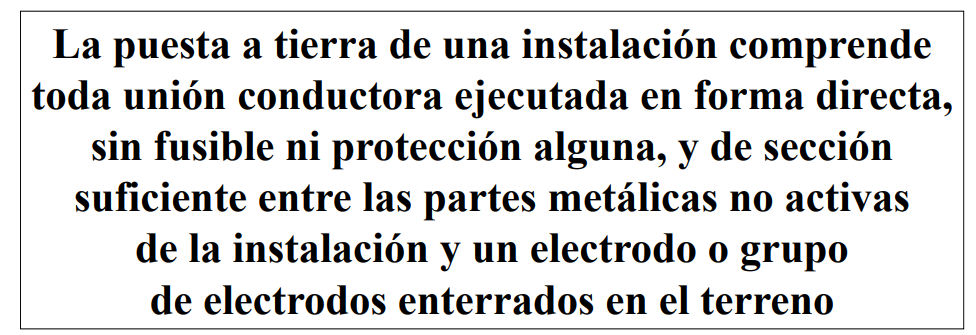 La puesta a tierra de una instalación comprende
toda unión conductora ejecutada en forma directa,
sin fusible ni protección alguna, y de sección
suficiente entre las partes metálicas no activas
de la instalación y un electrodo o grupo
de electrodos enterrados en el terreno